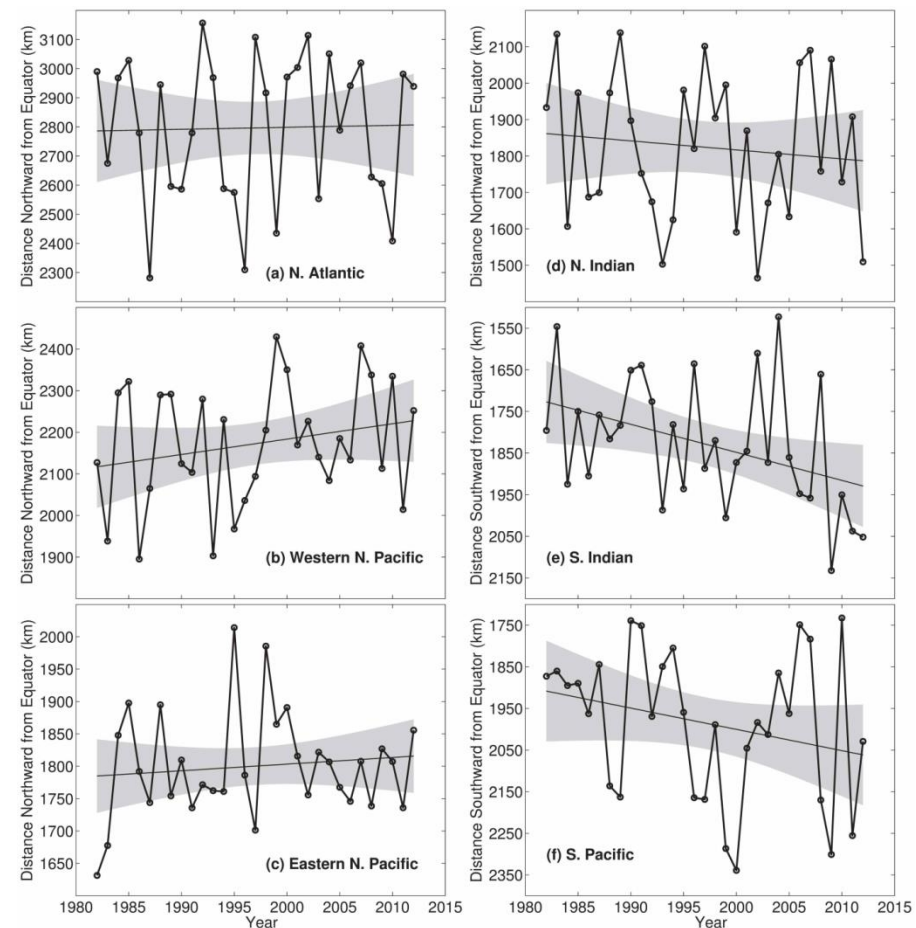 Distance Northward from Equator (km)
3100
3000
2900
2800
2700
2600
2500
2400
2300
(a) N. Atlantic
Distance Northward from Equator (km)
2100
1900
1800
1700
1500
(d) N. Indian
Distance Northward from Equator (km)
2400
2300
2200
2100
2000
1900
(b) Western N. Pacific
Distance Southward from Equator (km)
1550
1650
1750
1850
1950
2050
2150
(e) S. Indian
Distance Northward from Equator (km)
2000
1950
1900
1850
1800
1750
1700
1650
(c) Eastern N. Pacific
1980 1985 1990 1995 2000 2005 2010 2015
Year
Distance Southward from Equator (km)
1750
1850
1950
2050
2150
2250
2350
(f) S. Pacific
1980 1985 1990 1995 2000 2005 2010 2015
Year